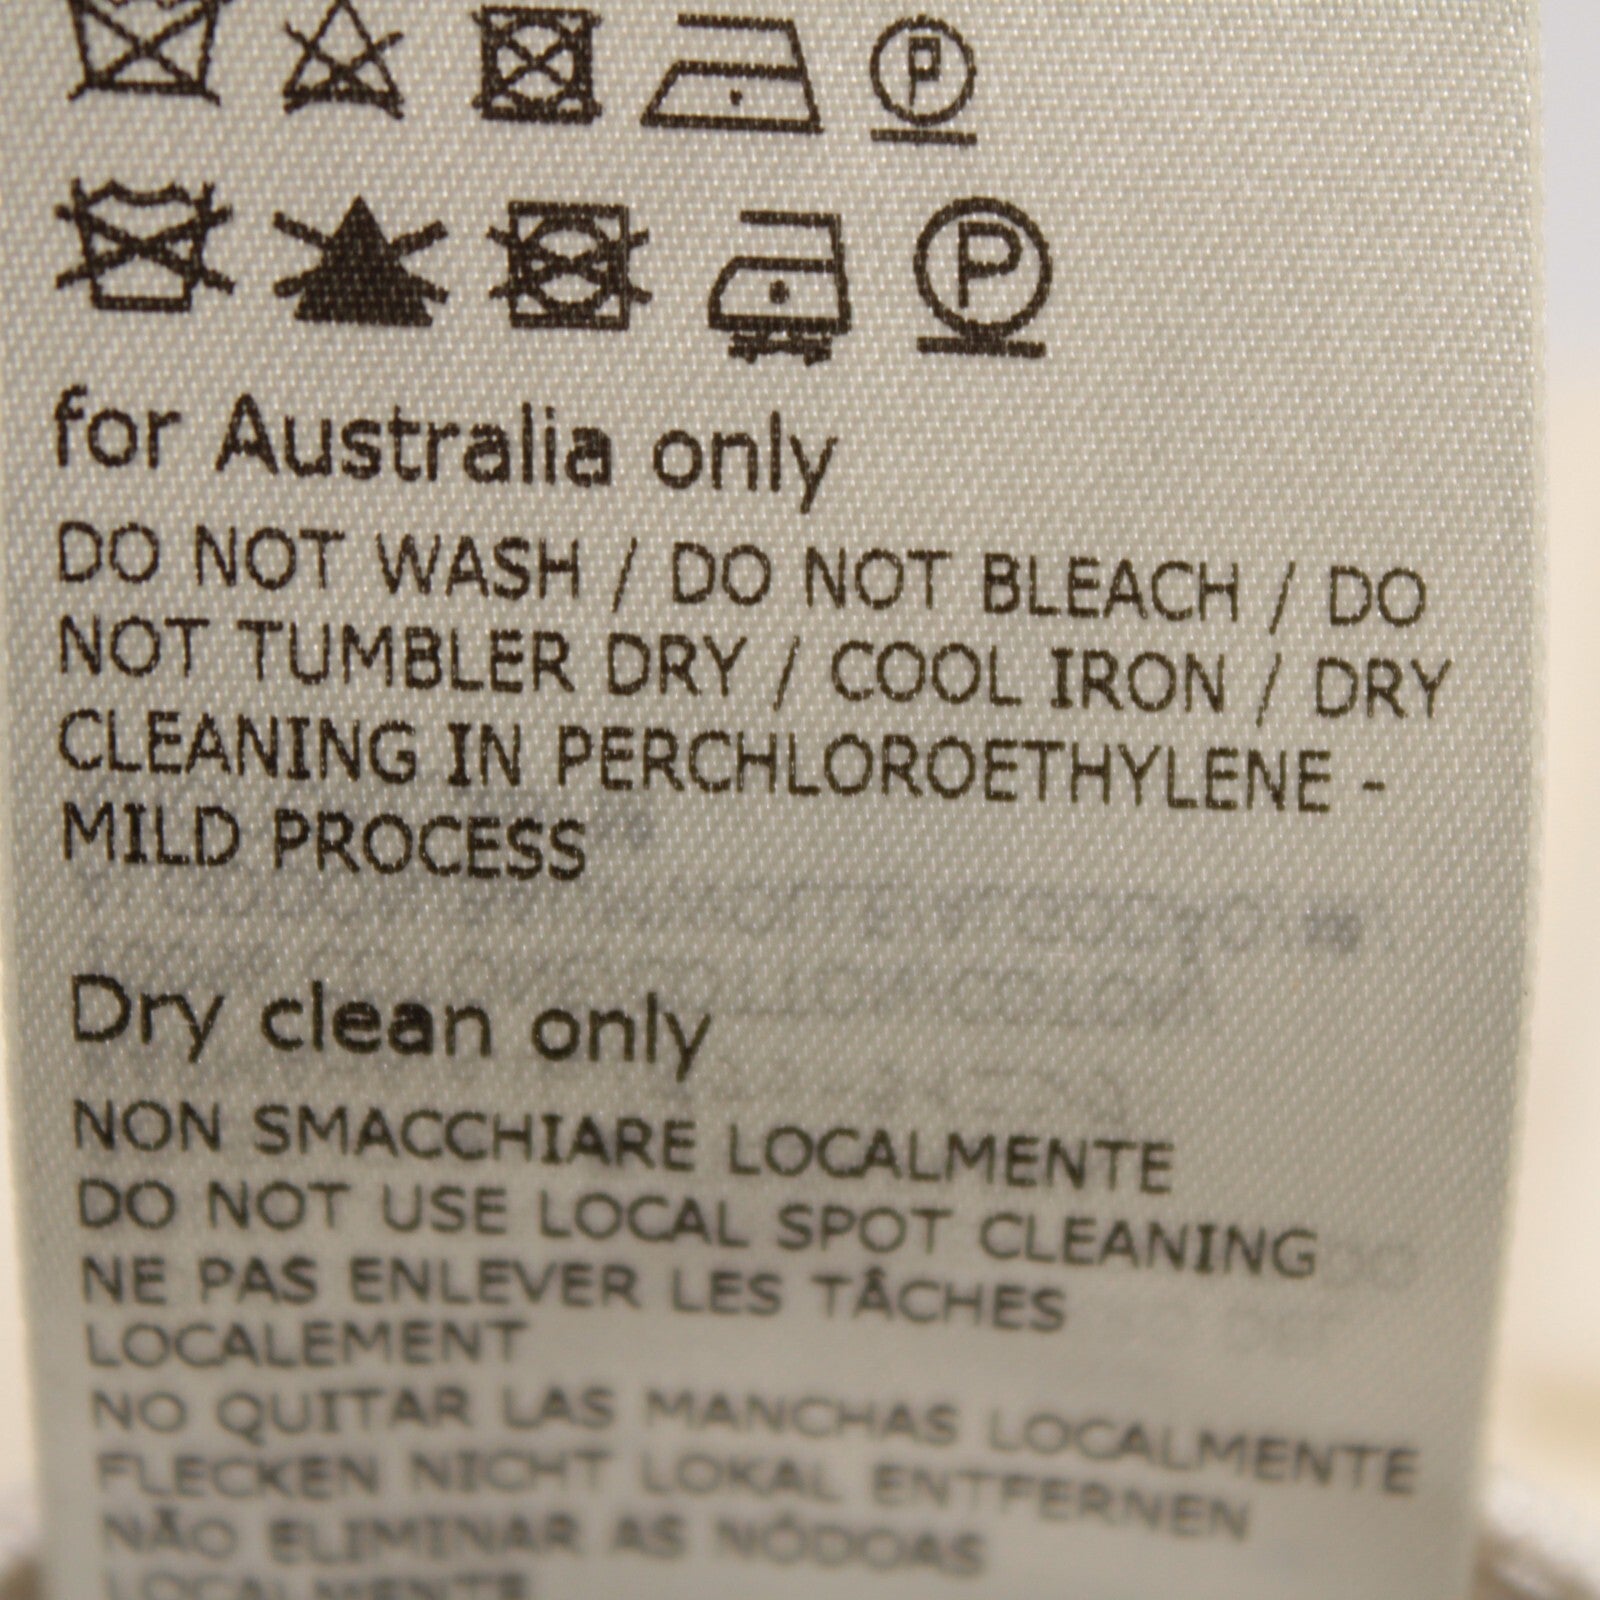 P
P
for Australia only
DO NOT WASH / DO NOT BLEACH / DO
NOT TUMBLER DRY / COOL IRON / DRY
CLEANING IN PERCHLOROETHYLENE -
MILD PROCESS
Dry clean only
NON SMACCHIARE LOCALMENTE
DO NOT USE LOCAL SPOT CLEANING
NE PAS ENLEVER LES TÂCHES
LOCALEMENT
NO QUITAR LAS MANCHAS LOCALMENTE
FLECKEN NICHT LOKAL ENTFERNEN
NÃO ELIMINAR AS NÓDOAS
LOCALMENTE